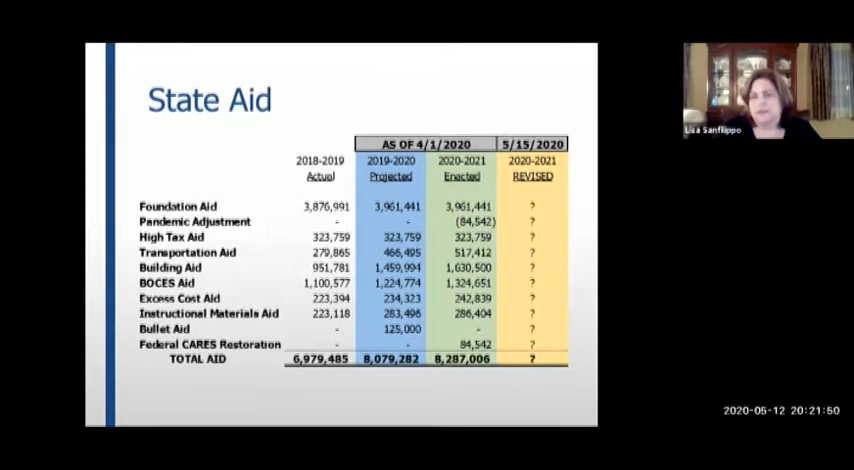 State Aid
AS OF 4/1/2020 5/15/2020
2018-2019 2019-2020 2020-2021 2020-2021
Actual Projected Enacted REVISED
Foundation Aid 3,876,991 3,961,441 3,961,441 ?
Pandemic Adjustment - - (84,542) ?
High Tax Aid 323,759 323,759 323,759 ?
Transportation Aid 279,865 466,495 517,412 ?
Building Aid 951,781 1,459,994 1,630,500 ?
BOCES Aid 1,100,577 1,224,774 1,324,651 ?
Excess Cost Aid 223,394 234,323 242,839 ?
Instructional Materials Aid 223,118 283,496 286,404 ?
Bullet Aid - 125,000 - ?
Federal CARES Restoration - - 84,542 ?
TOTAL AID 6,979,485 8,079,282 8,287,006 ?
Lisa Sanfilippo
2020-05-12 20:21:50